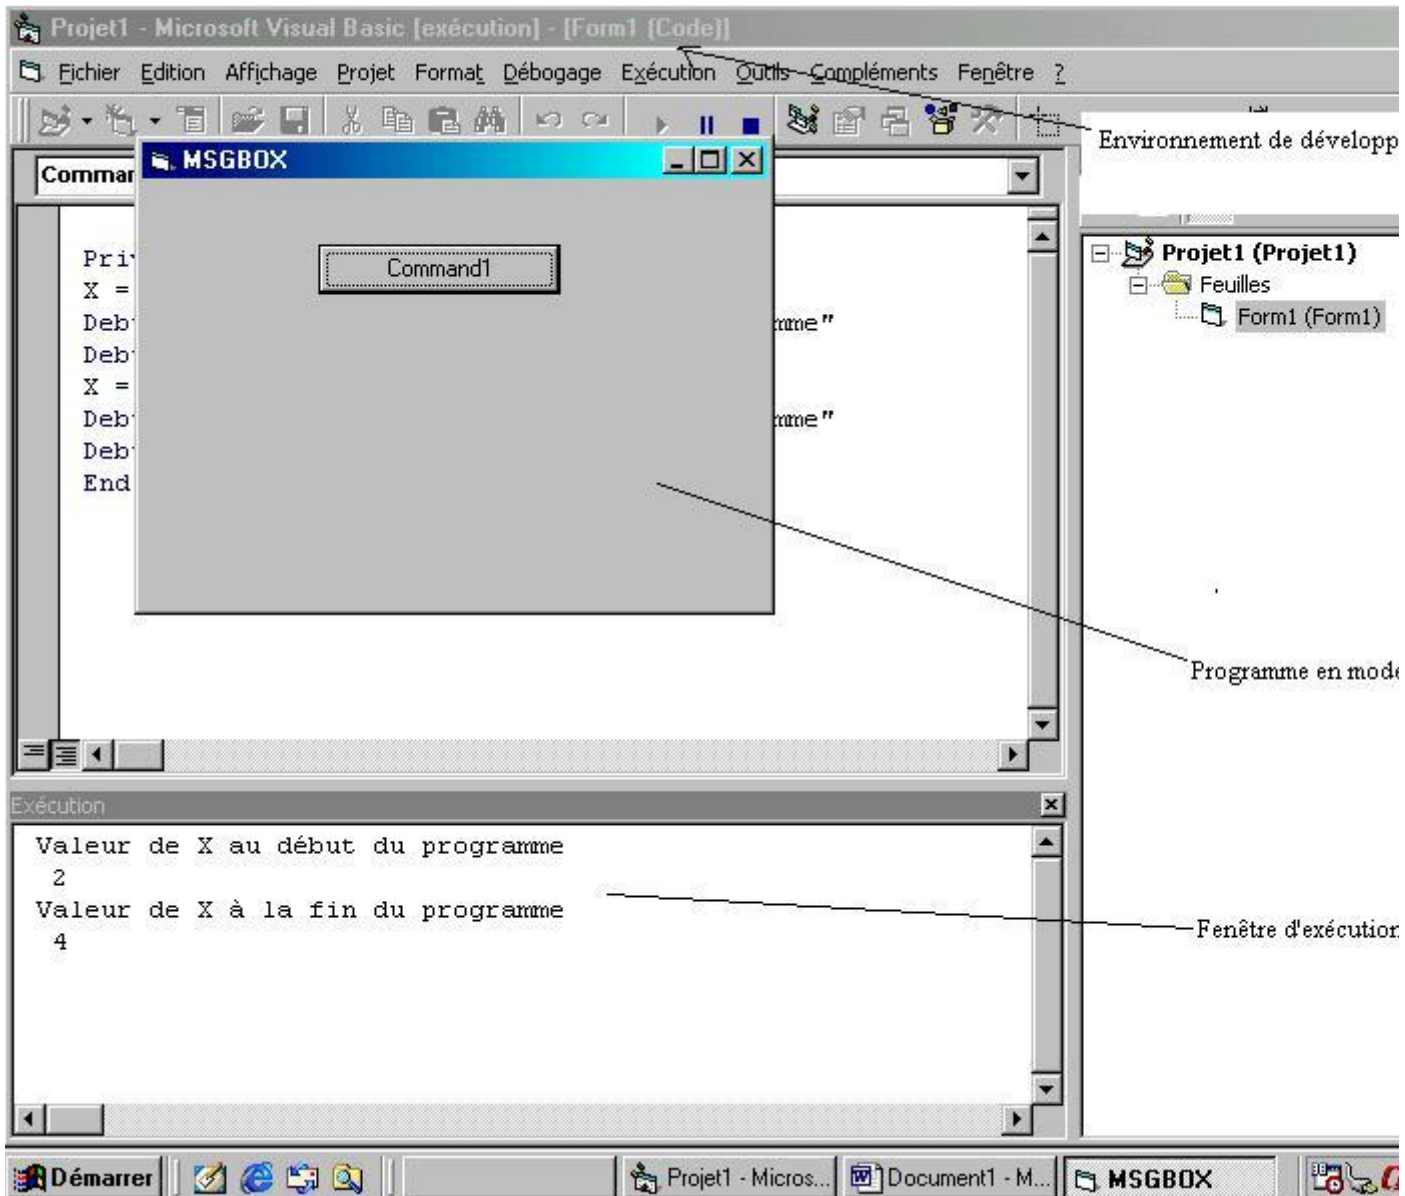 Projet1 - Microsoft Visual Basic [exécution] - [Form1 (Code)]
Fichier Edition Affichage Projet Format Débogage Exécution Outils Compléments Fenêtre ?
Environnement de développ
MSGBOX
Comma
Command1
Pri
X =
Deb mme"
Deb
X =
Deb mme"
Deb
End
Projet1 (Projet1)
Feuilles
Form1 (Form1)
Programme en mode
Exécution
Valeur de X au début du programme
2
Valeur de X à la fin du programme
4
Fenêtre d'exécution
Démarrer Projet1 - Micros... Document1 - M... MSGBOX